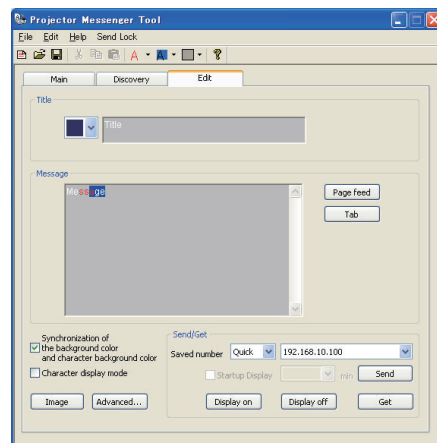 Projector Messenger Tool
File Edit Help Send Lock
A A ?
Main Discovery Edit
Title
Title
Message
Message
Page feed
Tab
Synchronization of
the background color
and character background color
Character display mode
Image Advanced...
Send/Get
Saved number Quick 192.168.10.100
Startup Display min Send
Display on Display off Get